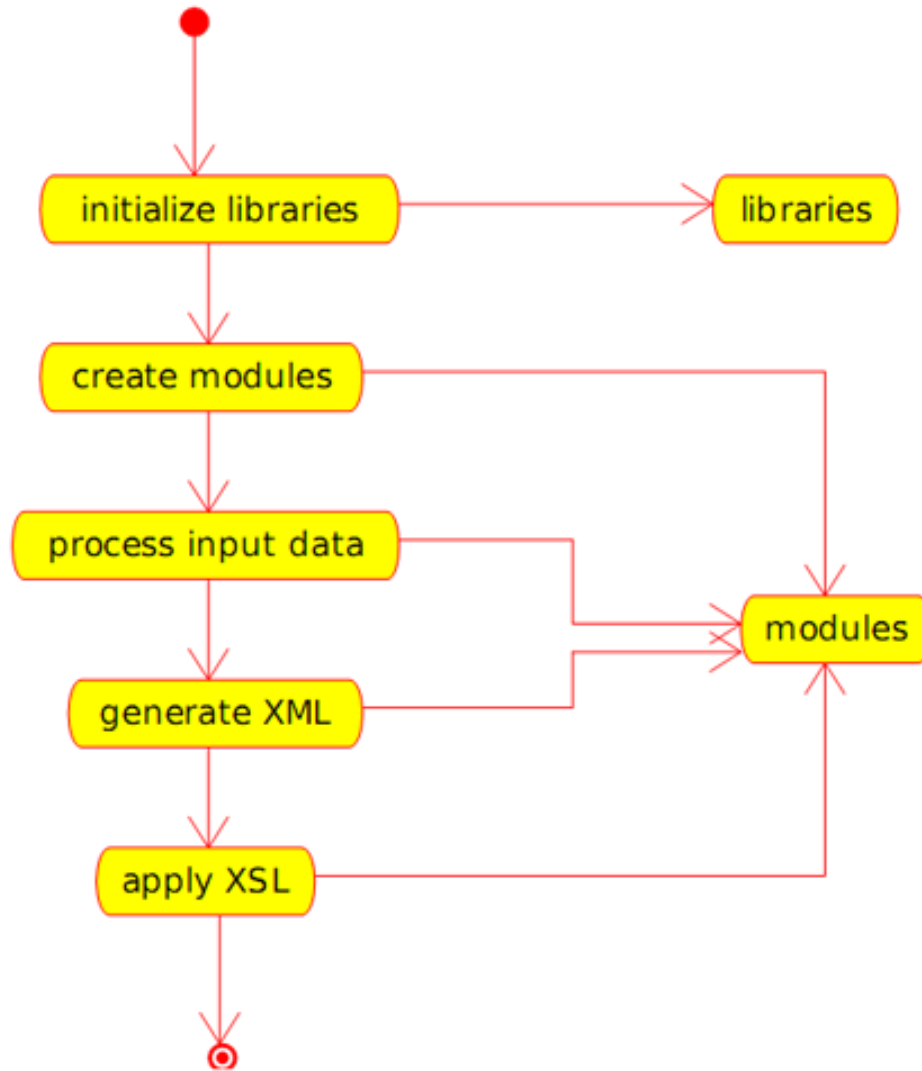 initialize libraries
libraries
create modules
process input data
modules
generate XML
apply XSL